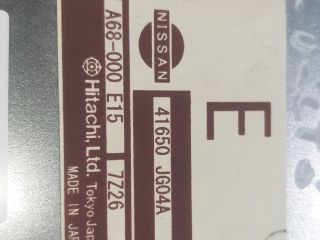 E
NISSAN
41650 JG04A
A68-000 E15 7Z26
Hitachi, Ltd. Tokyo Japan
MADE IN JAPAN